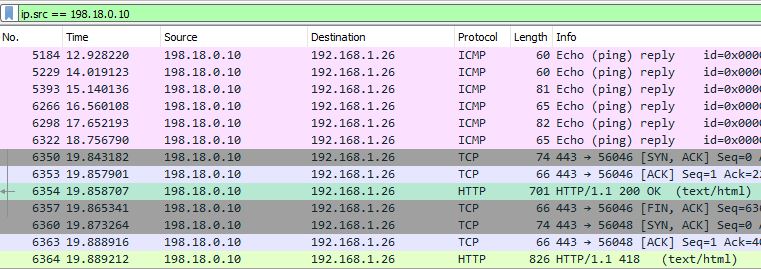 ip.src == 198.18.0.10
No. Time Source Destination Protocol Length Info
5184 12.928220 198.18.0.10 192.168.1.26 ICMP 60 Echo (ping) reply id=0x000
5229 14.019123 198.18.0.10 192.168.1.26 ICMP 60 Echo (ping) reply id=0x000
5393 15.140136 198.18.0.10 192.168.1.26 ICMP 81 Echo (ping) reply id=0x000
6266 16.560108 198.18.0.10 192.168.1.26 ICMP 65 Echo (ping) reply id=0x000
6298 17.652193 198.18.0.10 192.168.1.26 ICMP 82 Echo (ping) reply id=0x000
6322 18.756790 198.18.0.10 192.168.1.26 ICMP 65 Echo (ping) reply id=0x000
6350 19.843182 198.18.0.10 192.168.1.26 TCP 74 443 → 56046 [SYN, ACK] Seq=0
6353 19.857901 198.18.0.10 192.168.1.26 TCP 66 443 → 56046 [ACK] Seq=1 Ack=2
6354 19.858707 198.18.0.10 192.168.1.26 HTTP 701 HTTP/1.1 200 OK (text/html)
6357 19.865341 198.18.0.10 192.168.1.26 TCP 66 443 → 56046 [FIN, ACK] Seq=63
6360 19.873264 198.18.0.10 192.168.1.26 TCP 74 443 → 56048 [SYN, ACK] Seq=0
6363 19.888916 198.18.0.10 192.168.1.26 TCP 66 443 → 56048 [ACK] Seq=1 Ack=40
6364 19.889212 198.18.0.10 192.168.1.26 HTTP 826 HTTP/1.1 418 (text/html)